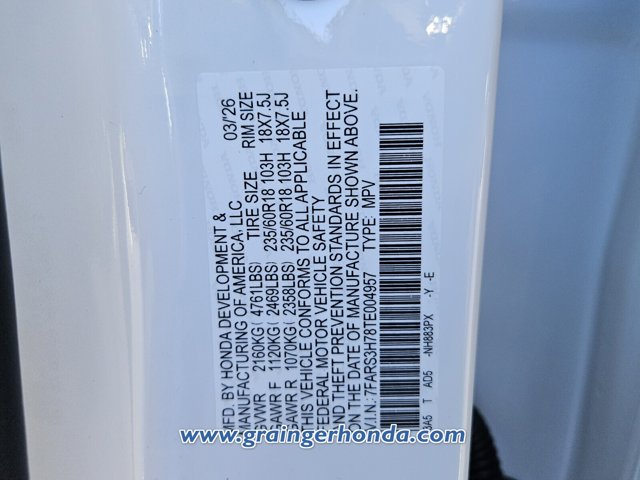 MFD. BY HONDA DEVELOPMENT &
MANUFACTURING OF AMERICA, LLC 03/'26
GVWR 2160KG( 4761LBS) TIRE SIZE RIM SIZE
GAWR F 1120KG( 2469LBS) 235/60R18 103H 18X7.5J
GAWR R 1070KG( 2358LBS) 235/60R18 103H 18X7.5J
THIS VEHICLE CONFORMS TO ALL APPLICABLE
FEDERAL MOTOR VEHICLE SAFETY
AND THEFT PREVENTION STANDARDS IN EFFECT
ON THE DATE OF MANUFACTURE SHOWN ABOVE.
V.I.N.: 7FARS3H78TE004957 TYPE: MPV
3A5 T AD5 -NH883PX -Y -E
www.graingerhonda.com